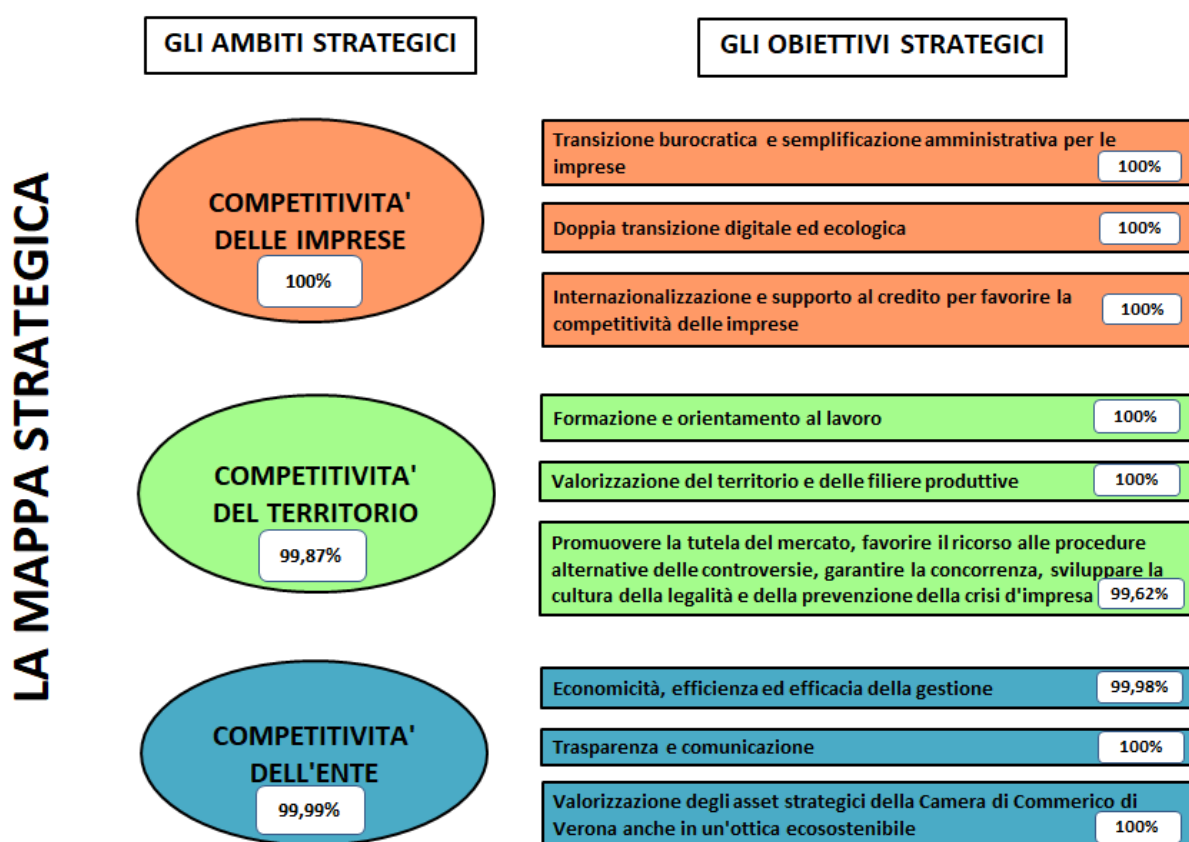 LA MAPPA STRATEGICA
GLI AMBITI STRATEGICI
GLI OBIETTIVI STRATEGICI
COMPETITIVITA'
DELLE IMPRESE
100%
Transizione burocratica e semplificazione amministrativa per le
imprese
100%
Doppia transizione digitale ed ecologica
100%
Internazionalizzazione e supporto al credito per favorire la
competitività delle imprese
100%
COMPETITIVITA'
DEL TERRITORIO
99,87%
Formazione e orientamento al lavoro
100%
Valorizzazione del territorio e delle filiere produttive
100%
Promuovere la tutela del mercato, favorire il ricorso alle procedure
alternative delle controversie, garantire la concorrenza, sviluppare la
cultura della legalità e della prevenzione della crisi d'impresa
99,62%
COMPETITIVITA'
DELL'ENTE
99,99%
Economicità, efficienza ed efficacia della gestione
99,98%
Trasparenza e comunicazione
100%
Valorizzazione degli asset strategici della Camera di Commerico di
Verona anche in un'ottica ecosostenibile
100%